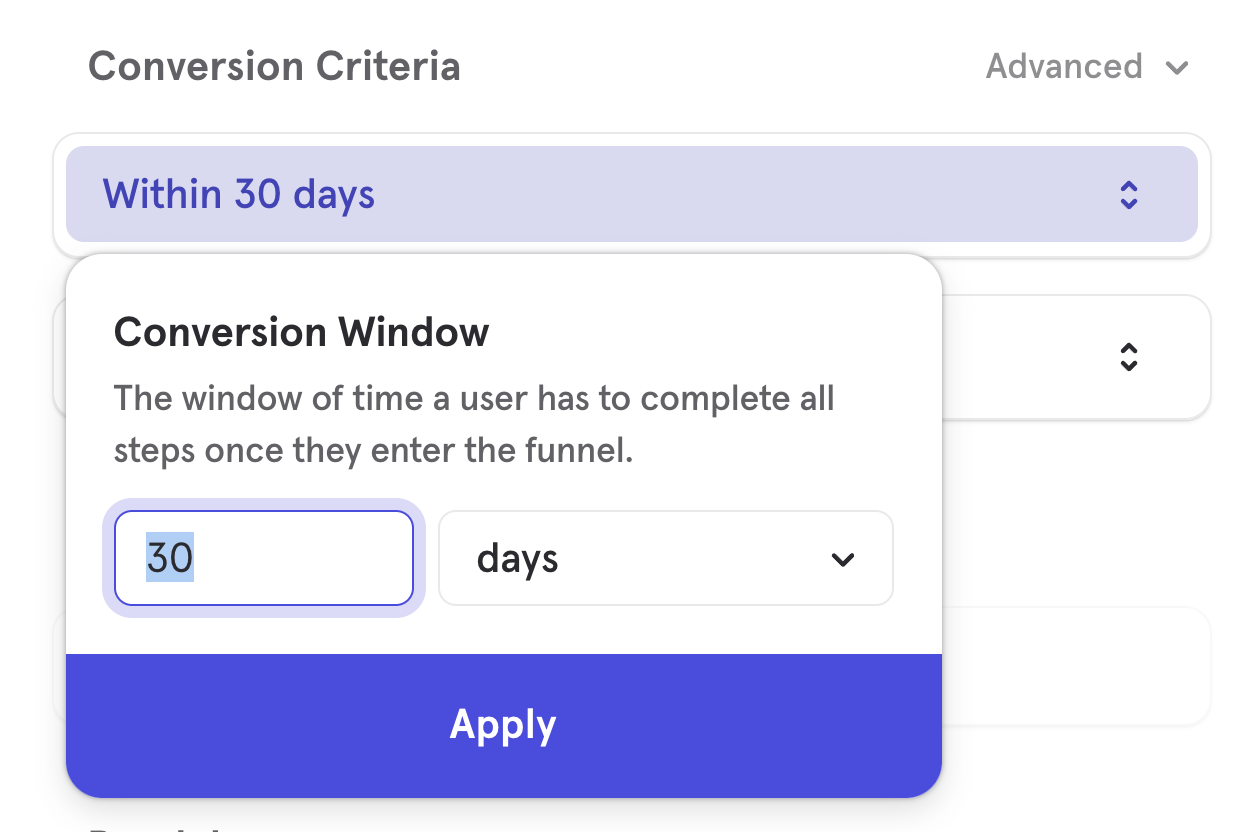 Conversion Criteria
Advanced
Within 30 days
Conversion Window
The window of time a user has to complete all
steps once they enter the funnel.
30
days
Apply